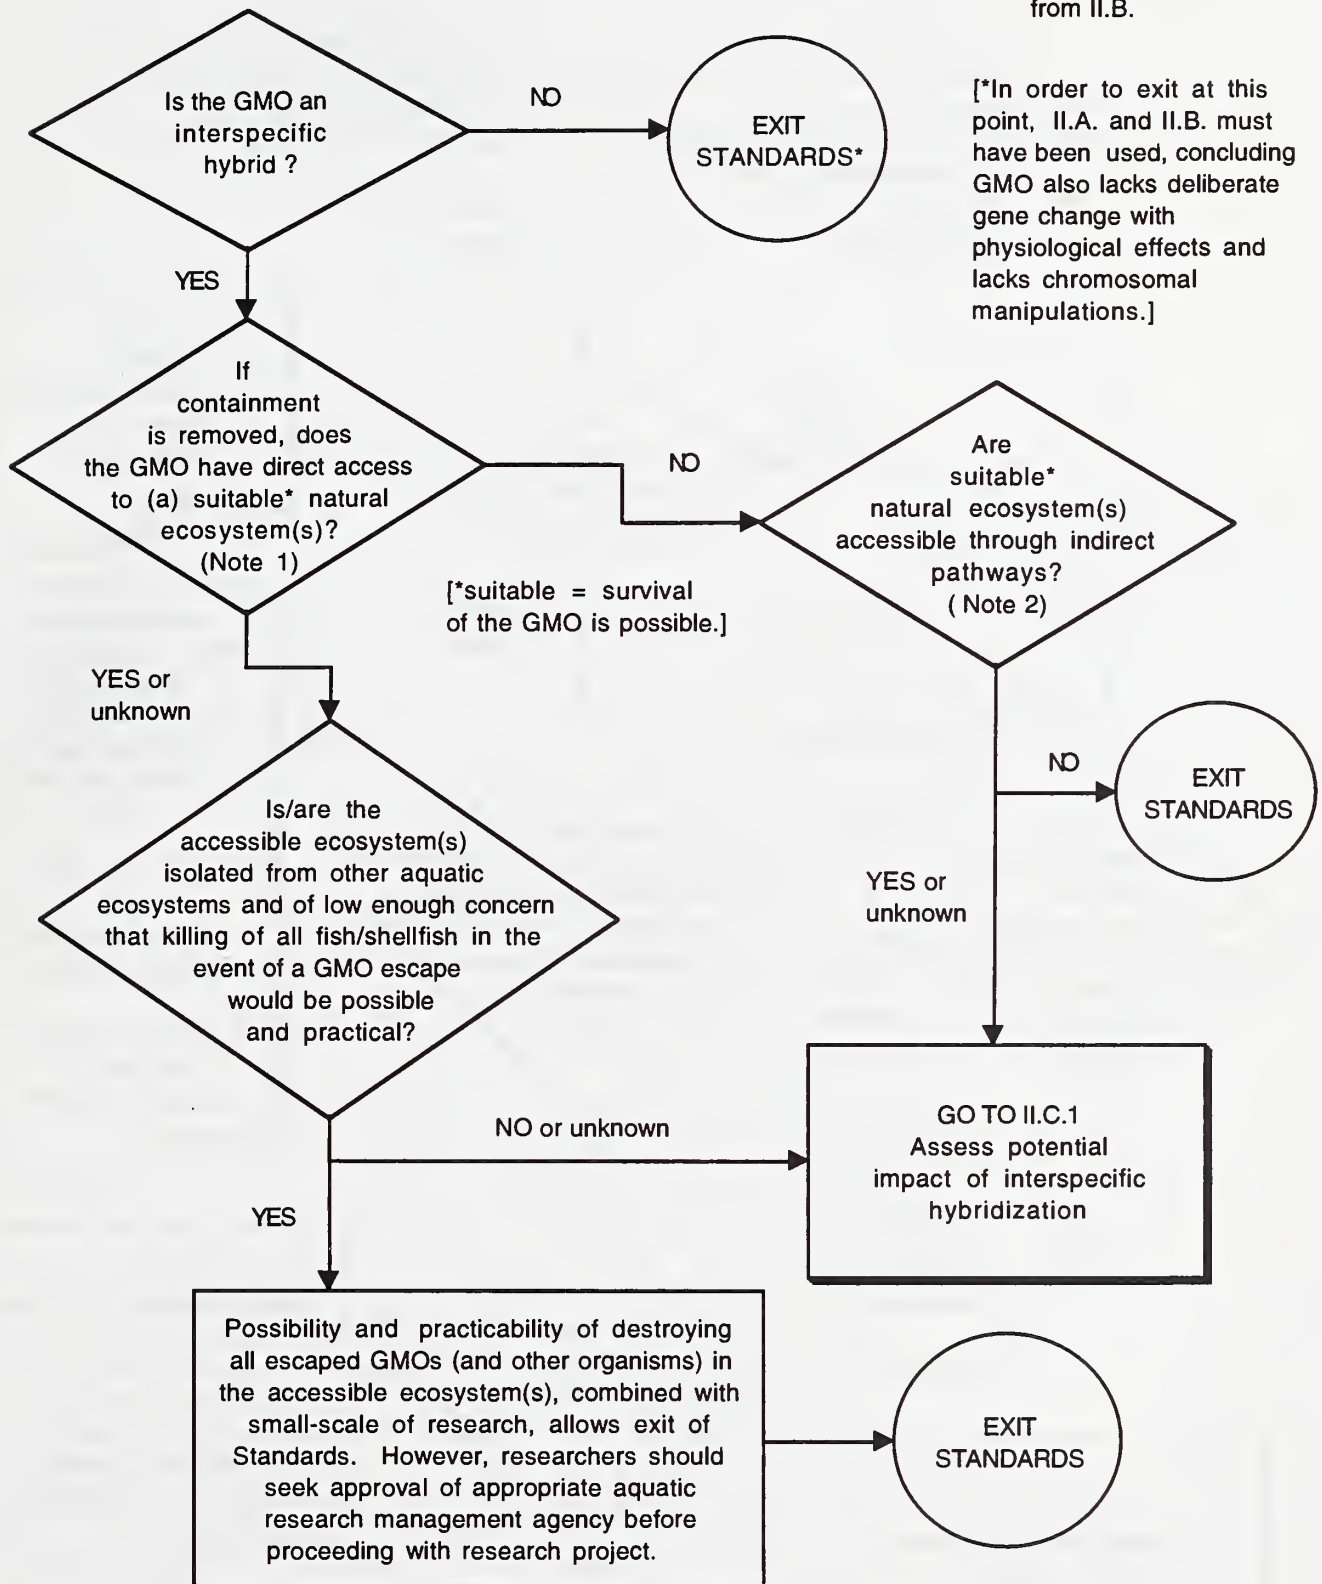 from II.B.
Is the GMO an
interspecific
hybrid ?
NO
EXIT
STANDARDS*
[*In order to exit at this
point, II.A. and II.B. must
have been used, concluding
GMO also lacks deliberate
gene change with
physiological effects and
lacks chromosomal
manipulations.]
YES
If
containment
is removed, does
the GMO have direct access
to (a) suitable* natural
ecosystem(s)?
(Note 1)
NO
Are
suitable*
natural ecosystem(s)
accessible through indirect
pathways?
( Note 2)
[*suitable = survival
of the GMO is possible.]
YES or
unknown
NO
EXIT
STANDARDS
YES or
unknown
Is/are the
accessible ecosystem(s)
isolated from other aquatic
ecosystems and of low enough concern
that killing of all fish/shellfish in the
event of a GMO escape
would be possible
and practical?
NO or unknown
GO TO II.C.1
Assess potential
impact of interspecific
hybridization
YES
Possibility and practicability of destroying
all escaped GMOs (and other organisms) in
the accessible ecosystem(s), combined with
small-scale of research, allows exit of
Standards. However, researchers should
seek approval of appropriate aquatic
research management agency before
proceeding with research project.
EXIT
STANDARDS